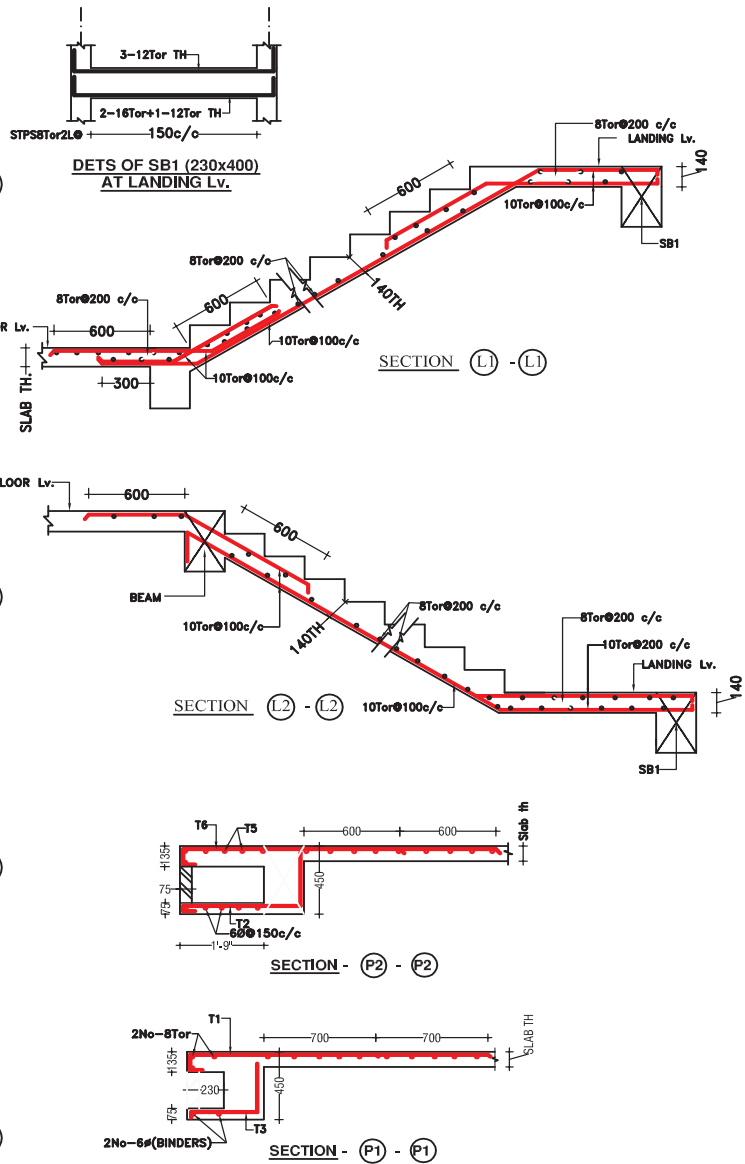 3-12Tor TH
2-16Tor+1-12Tor TH
STPS8Tor2L@ 150c/c
DETS OF SB1 (230x400)
AT LANDING Lv.
8Tor@200 c/c
LANDING Lv.
140
600
10Tor@100c/c
SB1
8Tor@200 c/c
140TH
8Tor@200 c/c
600
OR Lv.
600
10Tor@100c/c
SECTION L1 - L1
SLAB TH.
300
10Tor@100c/c
LOOR Lv.
600
600
BEAM
10Tor@100c/c
140TH
8Tor@200 c/c
8Tor@200 c/c
10Tor@200 c/c
LANDING Lv.
140
SECTION L2 - L2
10Tor@100c/c
SB1
T6
T5
600
600
Slab th
135
450
75
75
T2
6Ø@150c/c
1'-9"
SECTION - P2 - P2
T1
2No-8Tor
700
700
SLAB TH
135
450
230
75
T3
2No-6ø(BINDERS)
SECTION - P1 - P1